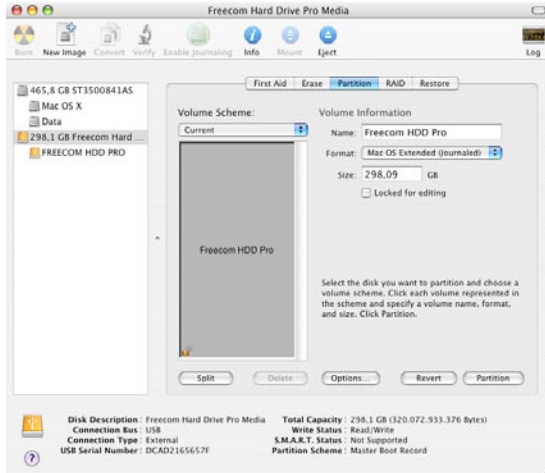 Freecom Hard Drive Pro Media
Burn New Image Convert Verify Enable Journaling Info Mount Eject Log
465,8 GB ST3500841AS
Mac OS X
Data
298,1 GB Freecom Hard ...
FREECOM HDD PRO
First Aid Erase Partition RAID Restore
Volume Scheme:
Current
Freecom HDD Pro
Volume Information
Name: Freecom HDD Pro
Format: Mac OS Extended (Journaled)
Size: 298,09 GB
Locked for editing
Select the disk you want to partition and choose a
volume scheme. Click each volume represented in
the scheme and specify a volume name, format,
and size. Click Partition.
Split Delete Options... Revert Partition
Disk Description : Freecom Hard Drive Pro Media
Connection Bus : USB
Connection Type : External
USB Serial Number : DCAD2165657F
Total Capacity : 298,1 GB (320.072.933.376 Bytes)
Write Status : Read/Write
S.M.A.R.T. Status : Not Supported
Partition Scheme : Master Boot Record
?